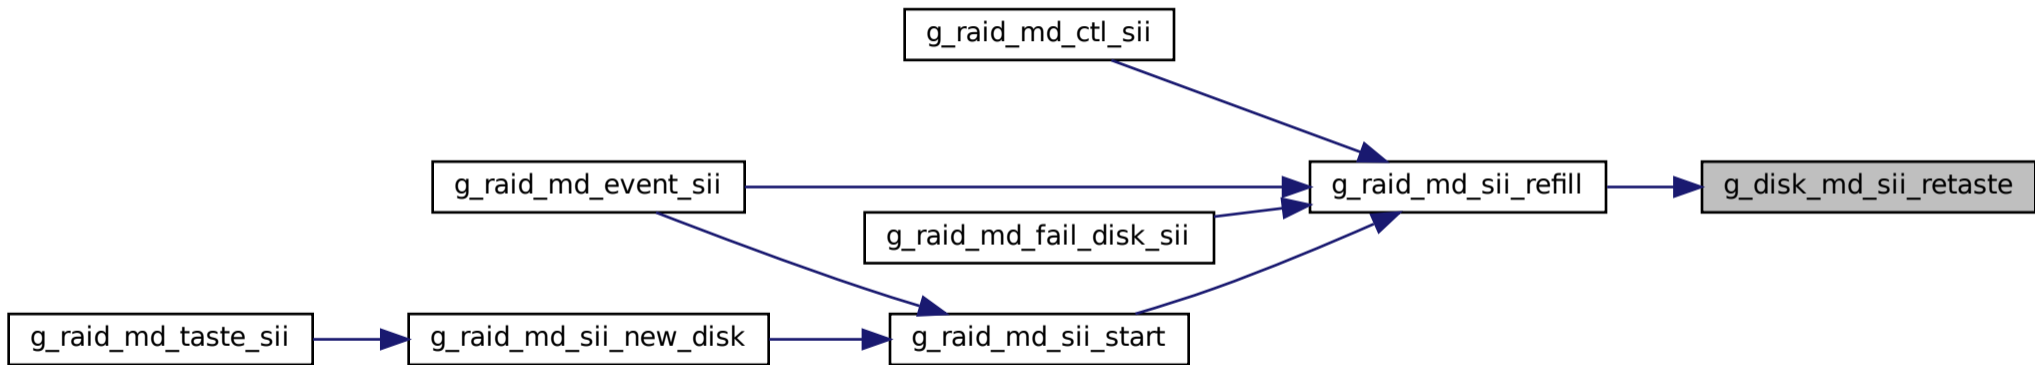 g_raid_md_ctl_sii
g_raid_md_event_sii
g_raid_md_sii_refill
g_disk_md_sii_retaste
g_raid_md_fail_disk_sii
g_raid_md_taste_sii
g_raid_md_sii_new_disk
g_raid_md_sii_start